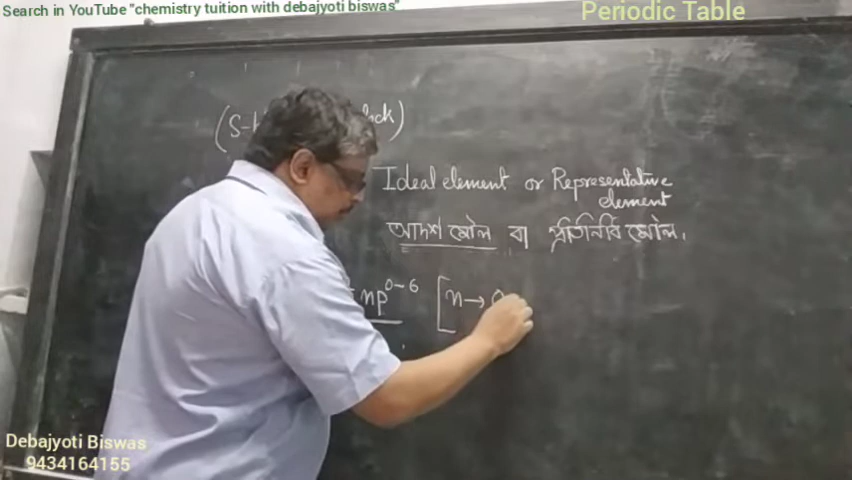 Search in YouTube "chemistry tuition with debajyoti biswas"
Periodic Table
(s-
Ideal element or Representative
element
আদর্শ মৌল বা প্রতিনিধি মৌল।
np⁰⁻⁶ [n→
Debajyoti Biswas
9434164155